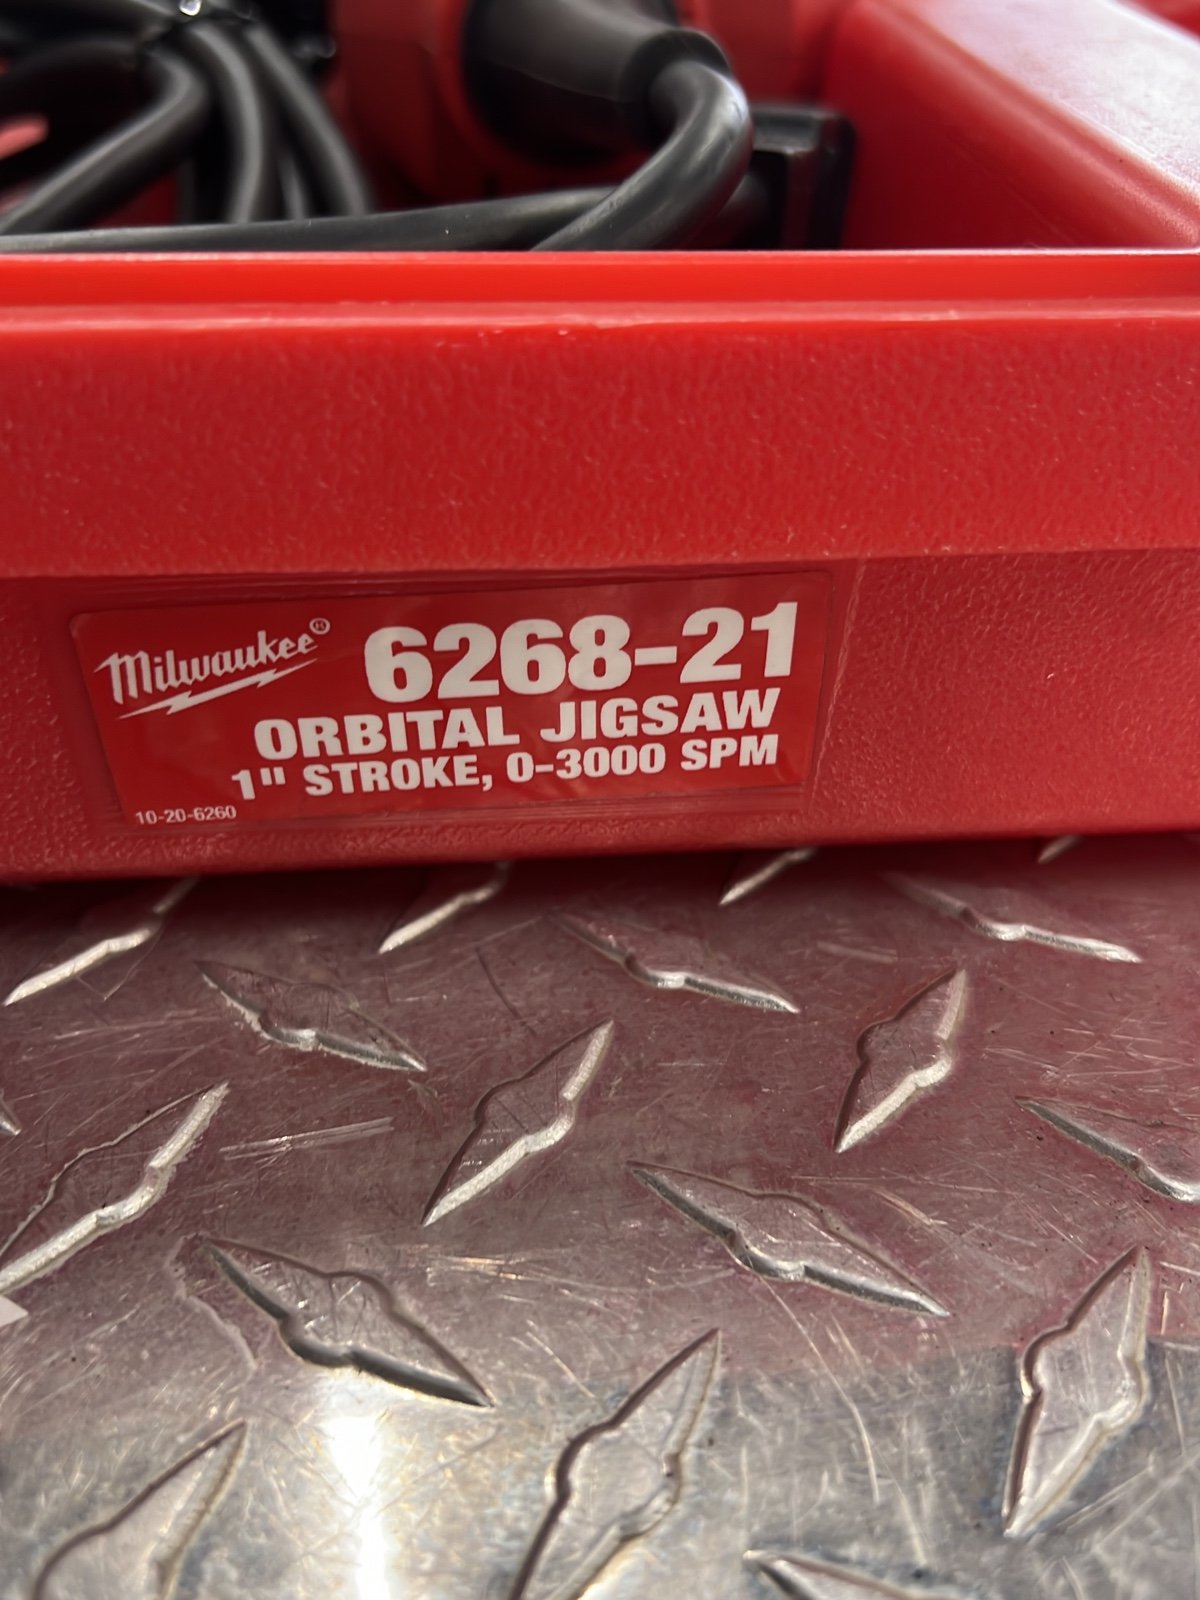 Milwaukee® 6268-21
ORBITAL JIGSAW
1" STROKE, 0-3000 SPM
10-20-6260